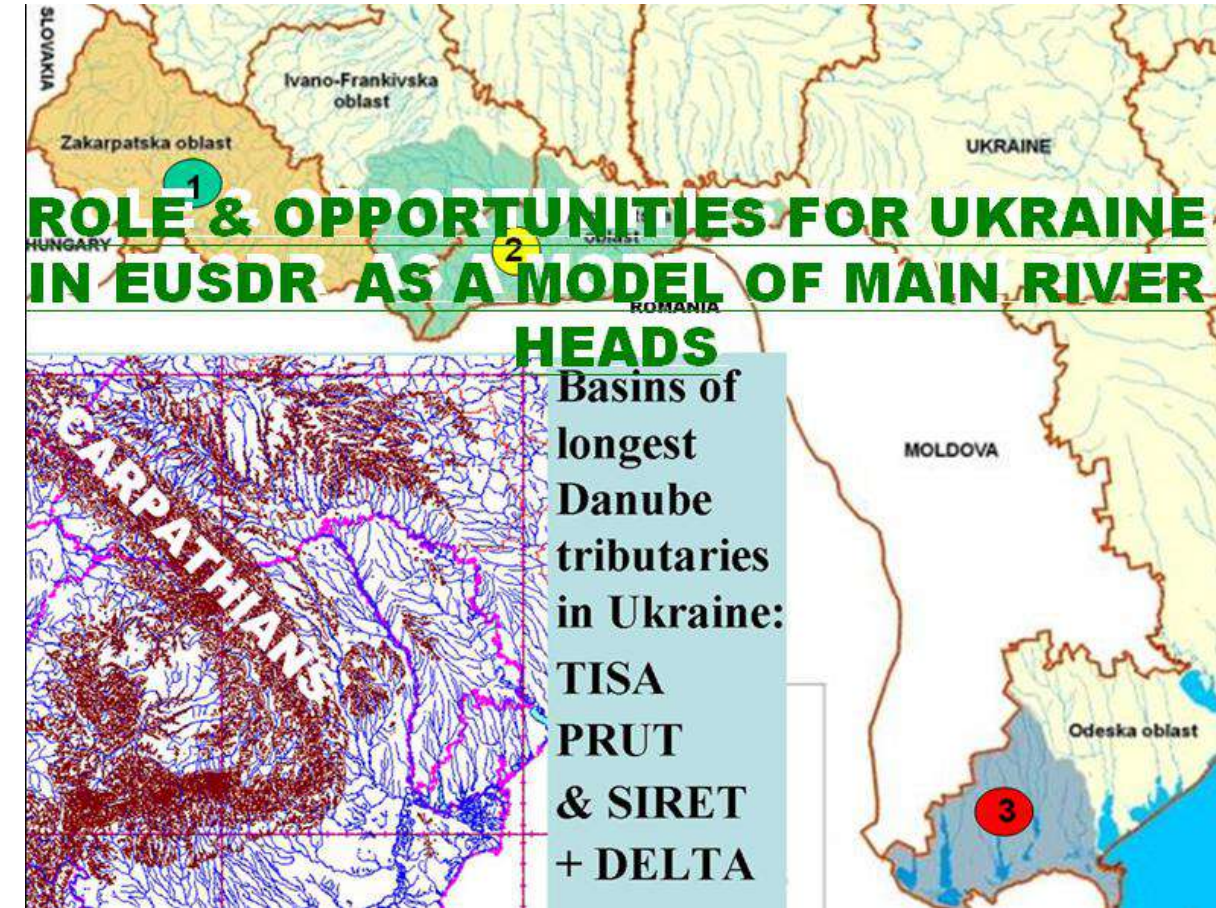 SLOVAKIA
Ivano-Frankivska
oblast
Zakarpatska oblast
UKRAINE
1
ROLE & OPPORTUNITIES FOR UKRAINE
HUNGARY
oblast
2
IN EUSDR AS A MODEL OF MAIN RIVER
ROMANIA
HEADS
Basins of
longest
Danube
tributaries
in Ukraine:
TISA
PRUT
& SIRET
+ DELTA
CARPATHIANS
MOLDOVA
Odeska oblast
3